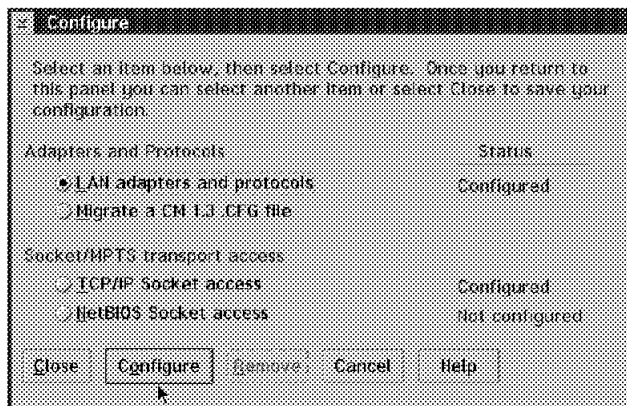 Configure
Select an item below, then select Configure. Once you return to
this panel you can select another item or select Close to save your
configuration.
Adapters and Protocols Status
LAN adapters and protocols Configured
Migrate a CM 1.3 .CFG file
Socket/MPTS transport access
TCP/IP Socket access Configured
NetBIOS Socket access Not configured
Close Configure Remove Cancel Help